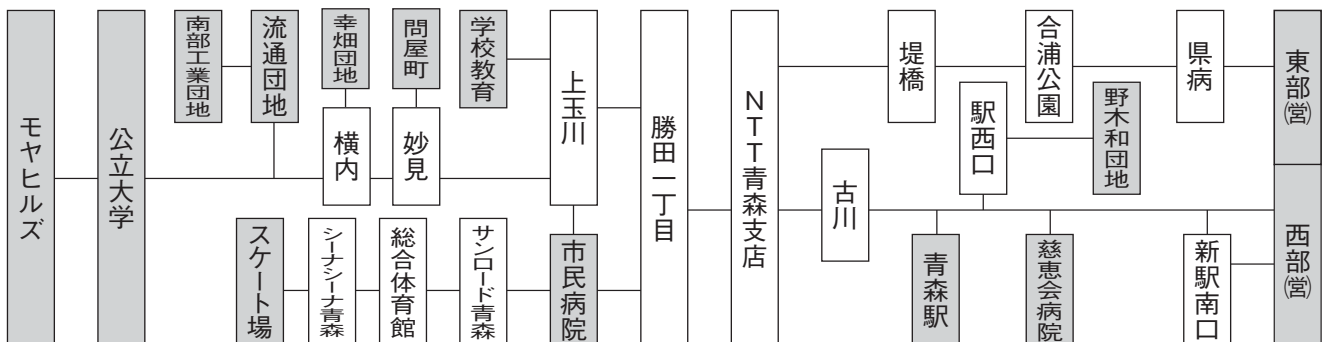 モヤヒルズ
公立大学
南部工業団地
流通団地
幸畑団地
問屋町
学校教育
横内
妙見
上玉川
スケート場
シーナシーナ青森
総合体育館
サンロード青森
市民病院
勝田一丁目
NTT青森支店
堤橋
合浦公園
県病
東部㈺
古川
駅西口
野木和団地
青森駅
慈恵会病院
新駅南口
西部㈺